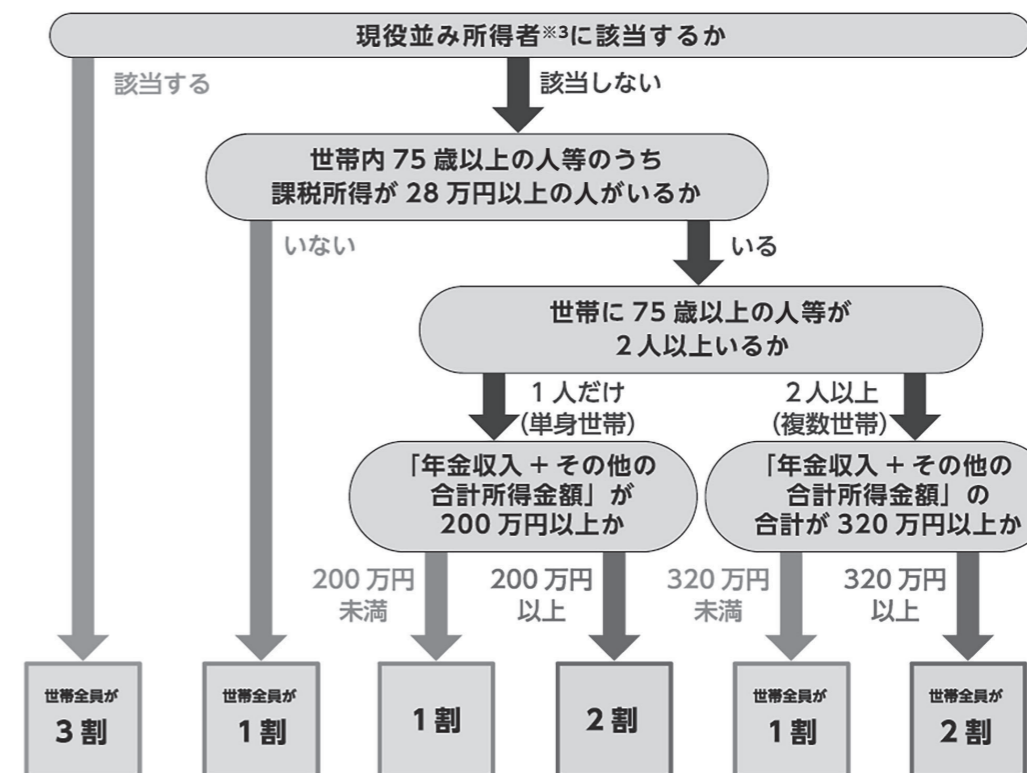 現役並み所得者※3に該当するか
該当する
該当しない
世帯内 75 歳以上の人等のうち
課税所得が 28 万円以上の人がいるか
いない
いる
世帯に 75 歳以上の人等が
2 人以上いるか
1 人だけ
(単身世帯)
2人以上
(複数世帯)
「年金収入 + その他の
合計所得金額」が
200 万円以上か
「年金収入 + その他の
合計所得金額」の
合計が 320 万円以上か
200 万円
未満
200 万円
以上
320 万円
未満
320 万円
以上
世帯全員が
3 割
世帯全員が
1 割
1 割
2 割
世帯全員が
1 割
世帯全員が
2 割